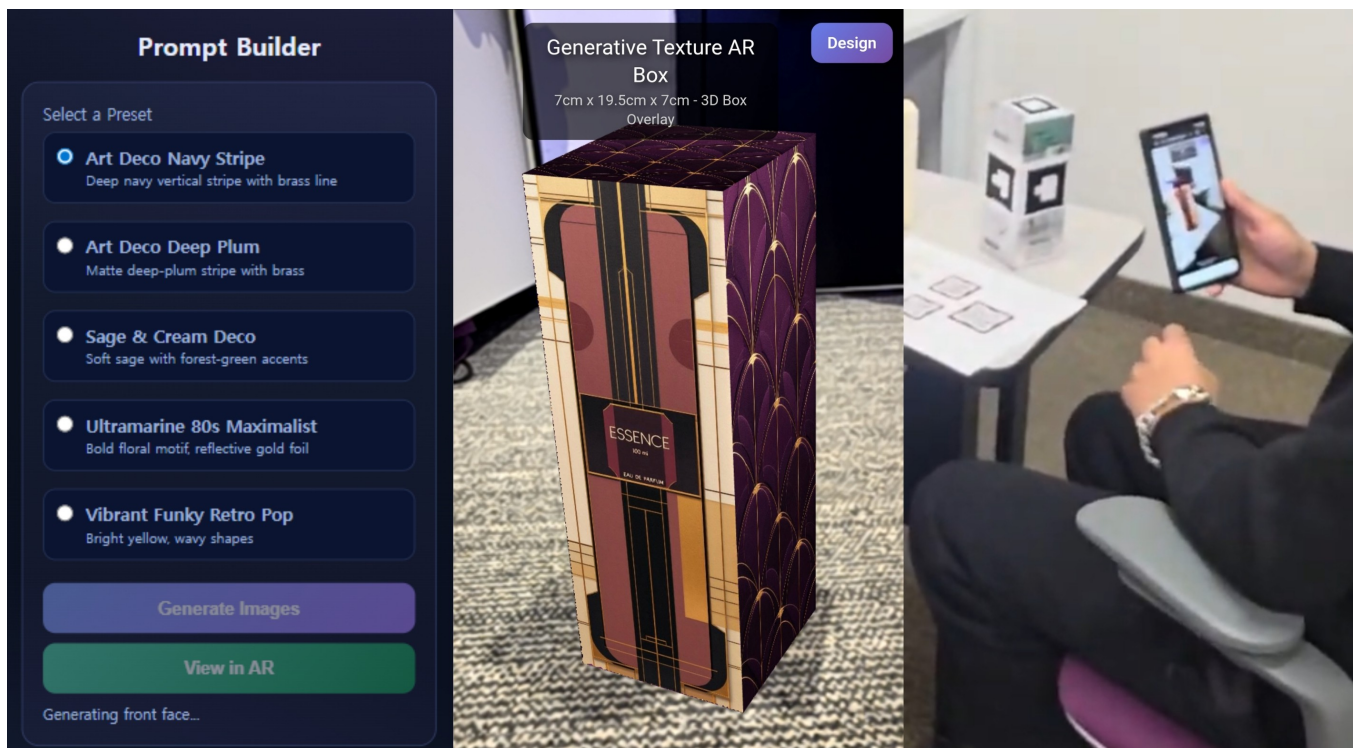 Prompt Builder
Select a Preset
Art Deco Navy Stripe
Deep navy vertical stripe with brass line
Art Deco Deep Plum
Matte deep-plum stripe with brass
Sage & Cream Deco
Soft sage with forest-green accents
Ultramarine 80s Maximalist
Bold floral motif, reflective gold foil
Vibrant Funky Retro Pop
Bright yellow, wavy shapes
Generate Images
View in AR
Generating front face...
Generative Texture AR
Box
7cm x 19.5cm x 7cm - 3D Box
Overlay
Design
ESSENCE
100 ml
EAU DE PARFUM